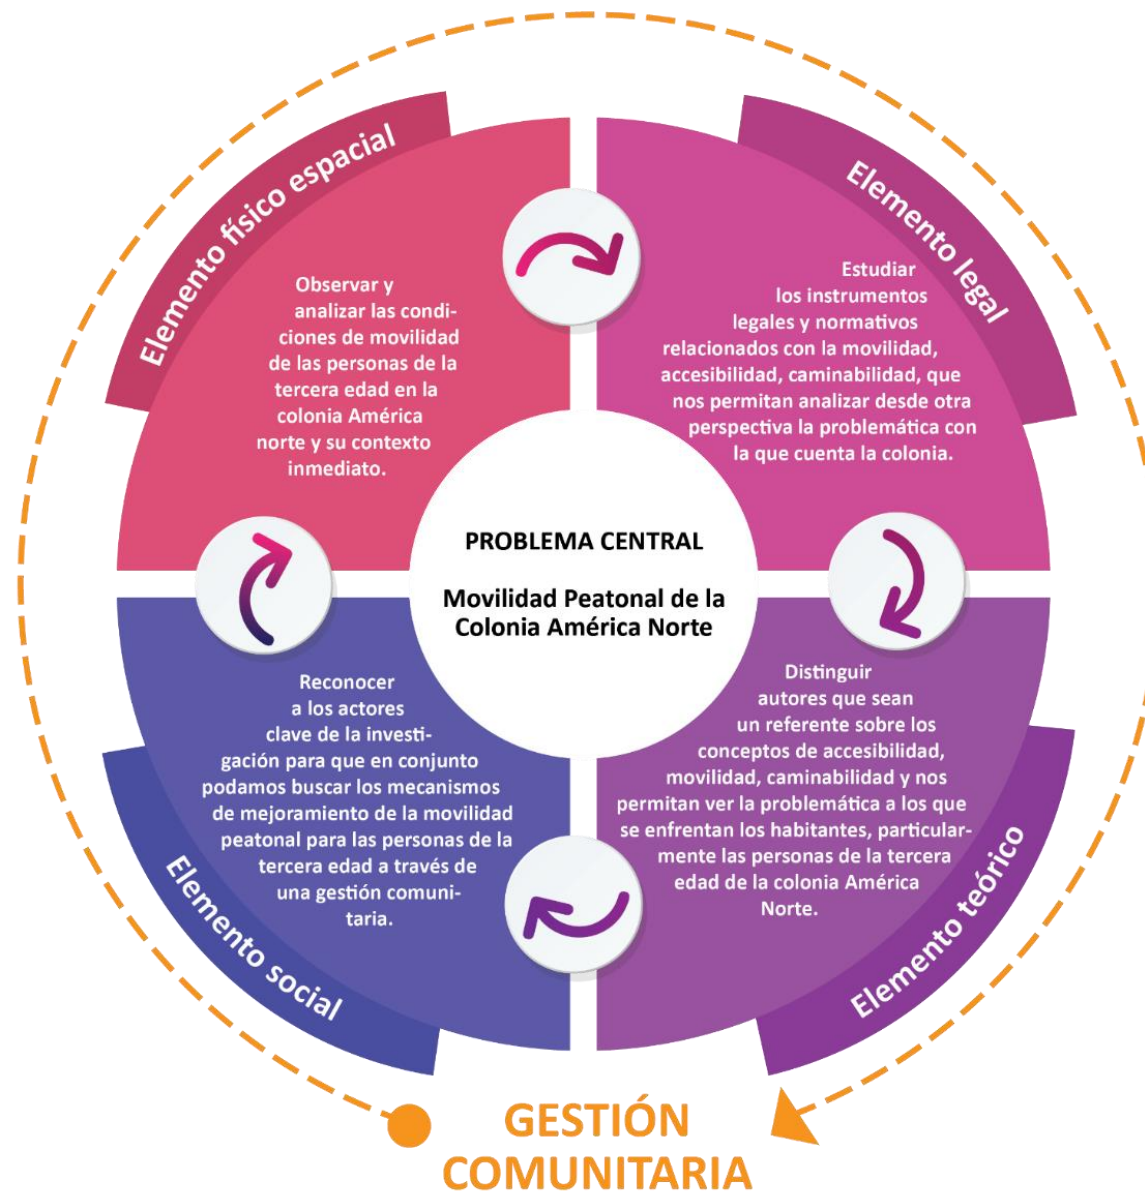 Elemento físico espacial
Observar y
analizar las condi-
ciones de movilidad
de las personas de la
tercera edad en la
colonia América
norte y su contexto
inmediato.
Elemento legal
Estudiar
los instrumentos
legales y normativos
relacionados con la movilidad,
accesibilidad, caminabilidad, que
nos permitan analizar desde otra
perspectiva la problemática con
la que cuenta la colonia.
PROBLEMA CENTRAL
Movilidad Peatonal de la
Colonia América Norte
Reconocer
a los actores
clave de la investi-
gación para que en conjunto
podamos buscar los mecanismos
de mejoramiento de la movilidad
peatonal para las personas de la
tercera edad a través de
una gestión comuni-
taria.
Elemento social
Distinguir
autores que sean
un referente sobre los
conceptos de accesibilidad,
movilidad, caminabilidad y nos
permitan ver la problemática a los que
se enfrentan los habitantes, particular-
mente las personas de la tercera
edad de la colonia América
Norte.
Elemento teórico
GESTIÓN
COMUNITARIA